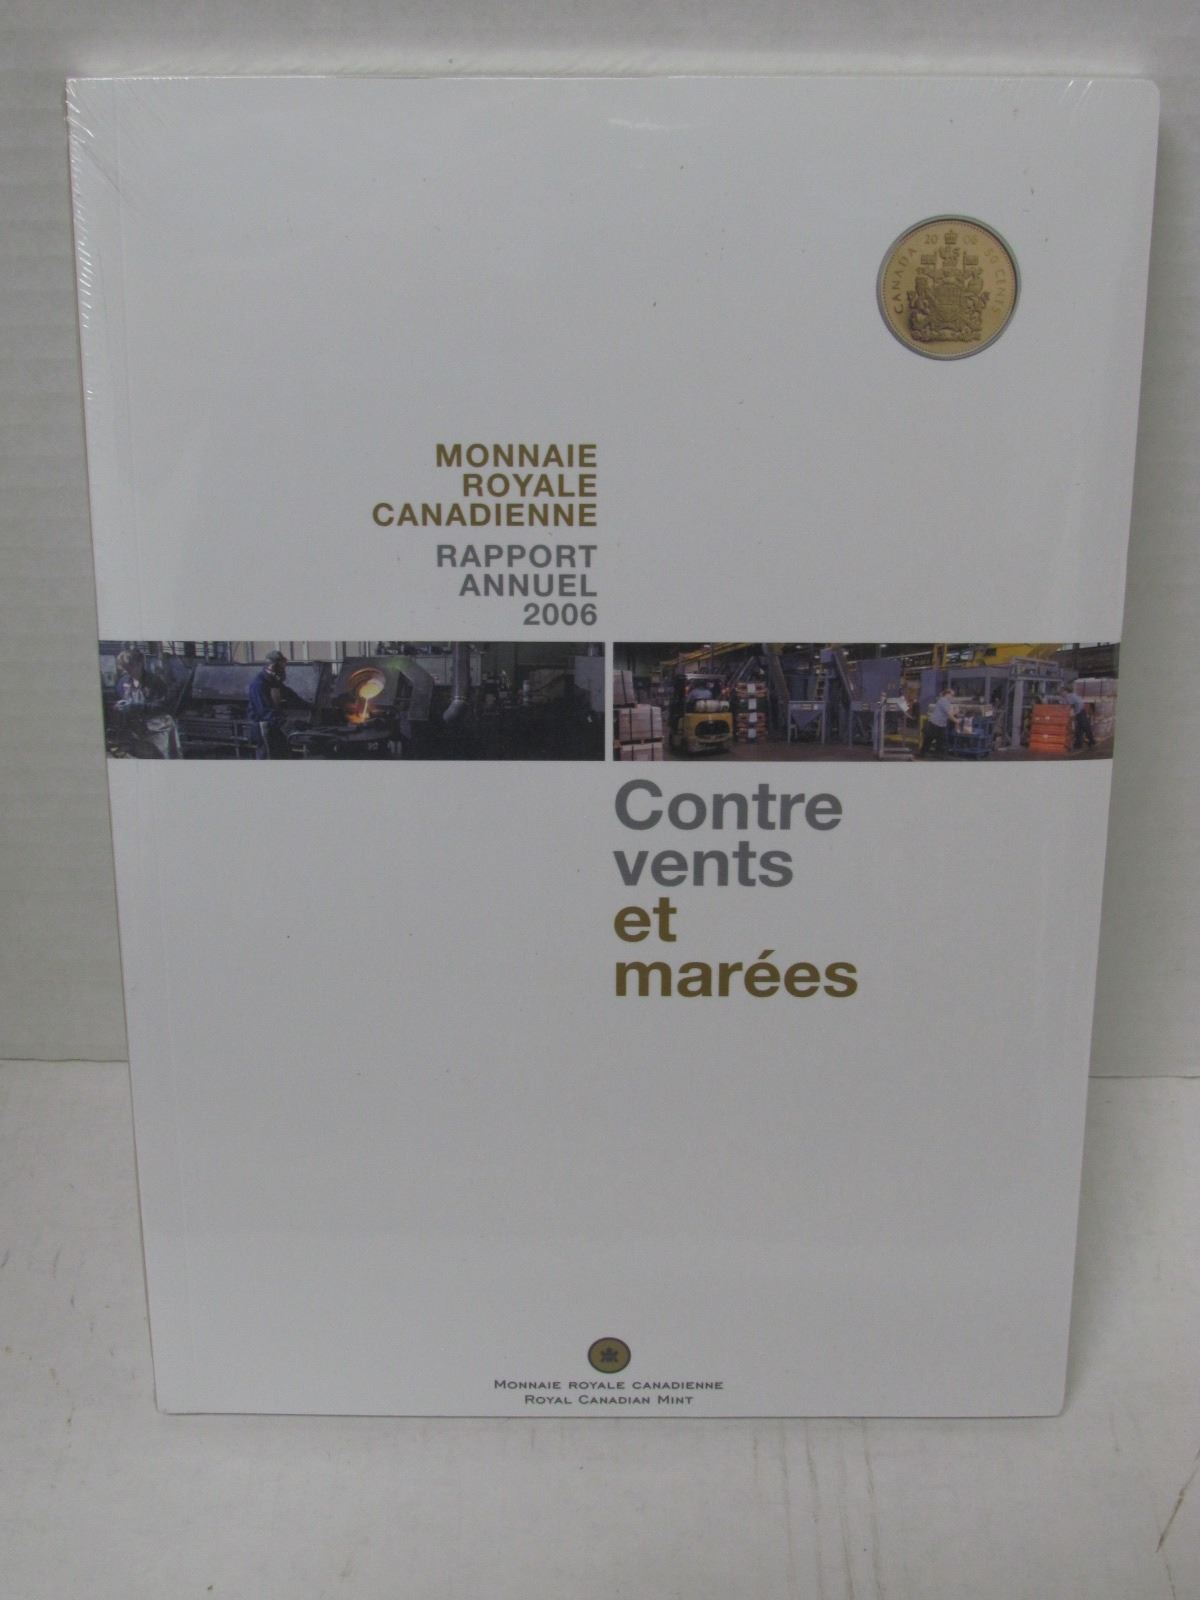 CANADA 2006 50 CENTS
MONNAIE
ROYALE
CANADIENNE
RAPPORT
ANNUEL
2006
Contre
vents
et
marées
MONNAIE ROYALE CANADIENNE
ROYAL CANADIAN MINT